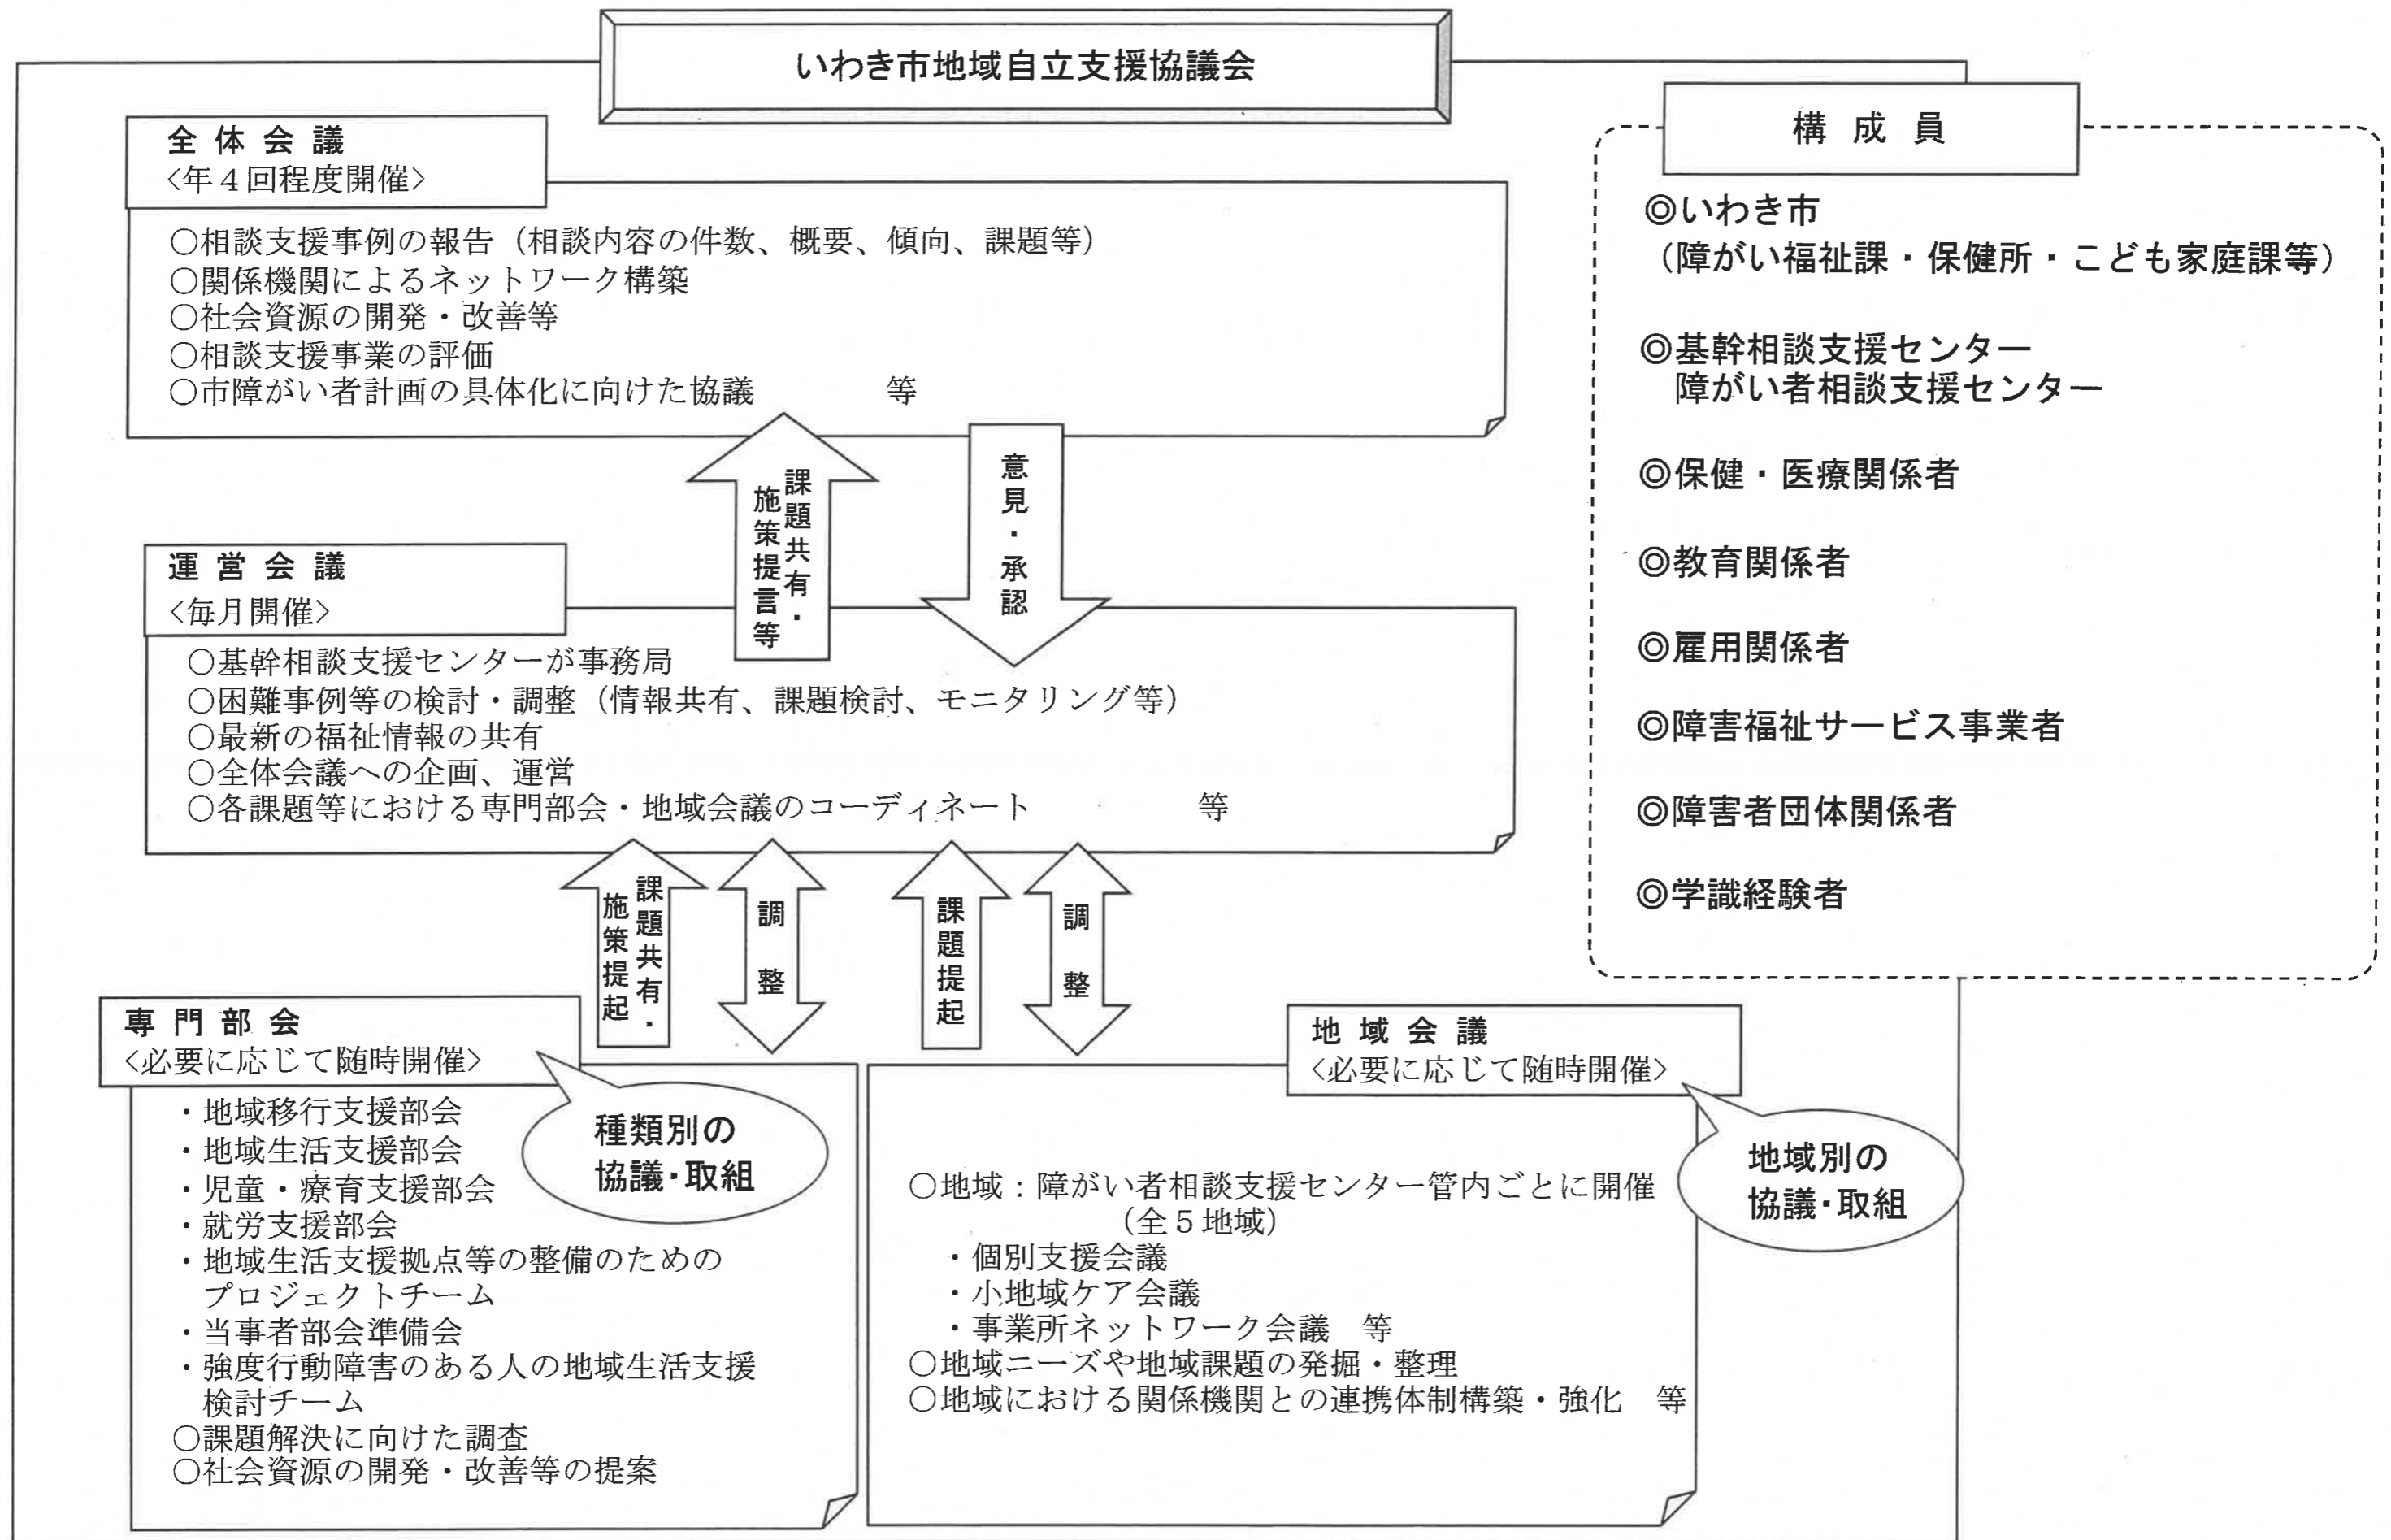 いわき市地域自立支援協議会
全体会議
<年４回程度開催>
○相談支援事例の報告（相談内容の件数、概要、傾向、課題等）
○関係機関によるネットワーク構築
○社会資源の開発・改善等
○相談支援事業の評価
○市障がい者計画の具体化に向けた協議　　　　等
課題共有・
施策提言等
意見・承認
運営会議
<毎月開催>
○基幹相談支援センターが事務局
○困難事例等の検討・調整（情報共有、課題検討、モニタリング等）
○最新の福祉情報の共有
○全体会議への企画、運営
○各課題等における専門部会・地域会議のコーディネート　　　　　等
課題共有・
施策提起
調整
課題提起
調整
専門部会
<必要に応じて随時開催>
種類別の
協議・取組
・地域移行支援部会
・地域生活支援部会
・児童・療育支援部会
・就労支援部会
・地域生活支援拠点等の整備のための
プロジェクトチーム
・当事者部会準備会
・強度行動障害のある人の地域生活支援
検討チーム
○課題解決に向けた調査
○社会資源の開発・改善等の提案
地域会議
<必要に応じて随時開催>
地域別の
協議・取組
○地域：障がい者相談支援センター管内ごとに開催
（全５地域）
・個別支援会議
・小地域ケア会議
・事業所ネットワーク会議　等
○地域ニーズや地域課題の発掘・整理
○地域における関係機関との連携体制構築・強化　等
構成員
◎いわき市
（障がい福祉課・保健所・こども家庭課等）
◎基幹相談支援センター
障がい者相談支援センター
◎保健・医療関係者
◎教育関係者
◎雇用関係者
◎障害福祉サービス事業者
◎障害者団体関係者
◎学識経験者